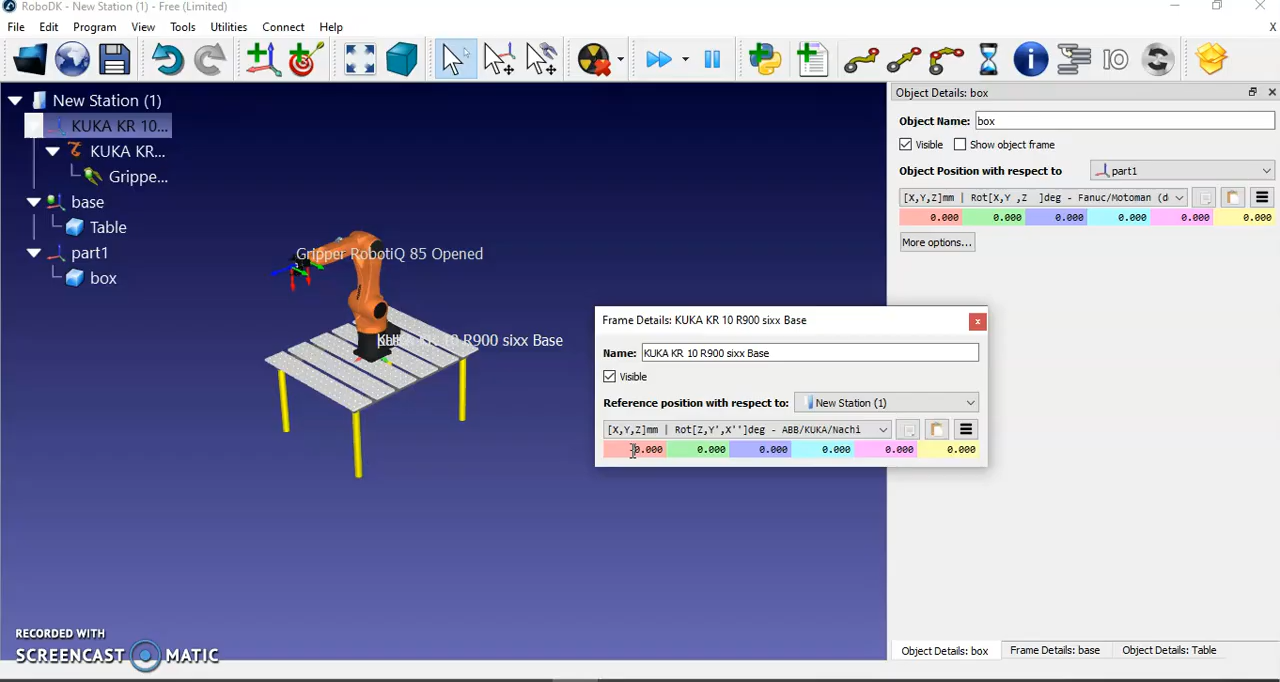 RoboDK - New Station (1) - Free (Limited)
File Edit Program View Tools Utilities Connect Help
X
IO
New Station (1)
KUKA KR 10...
KUKA KR...
Grippe...
base
Table
part1
box
Gripper RobotiQ 85 Opened
10 R900 sixx Base
Object Details: box
Object Name: box
Visible Show object frame
Object Position with respect to part1
[X,Y,Z]mm | Rot[X,Y ,Z ]deg - Fanuc/Motoman (d
0.000 0.000 0.000 0.000 0.000 0.000
More options...
Frame Details: KUKA KR 10 R900 sixx Base
Name: KUKA KR 10 R900 sixx Base
Visible
Reference position with respect to: New Station (1)
[X,Y,Z]mm | Rot[Z,Y',X'']deg - ABB/KUKA/Nachi
0.000 0.000 0.000 0.000 0.000 0.000
RECORDED WITH
SCREENCAST MATIC
Object Details: box Frame Details: base Object Details: Table